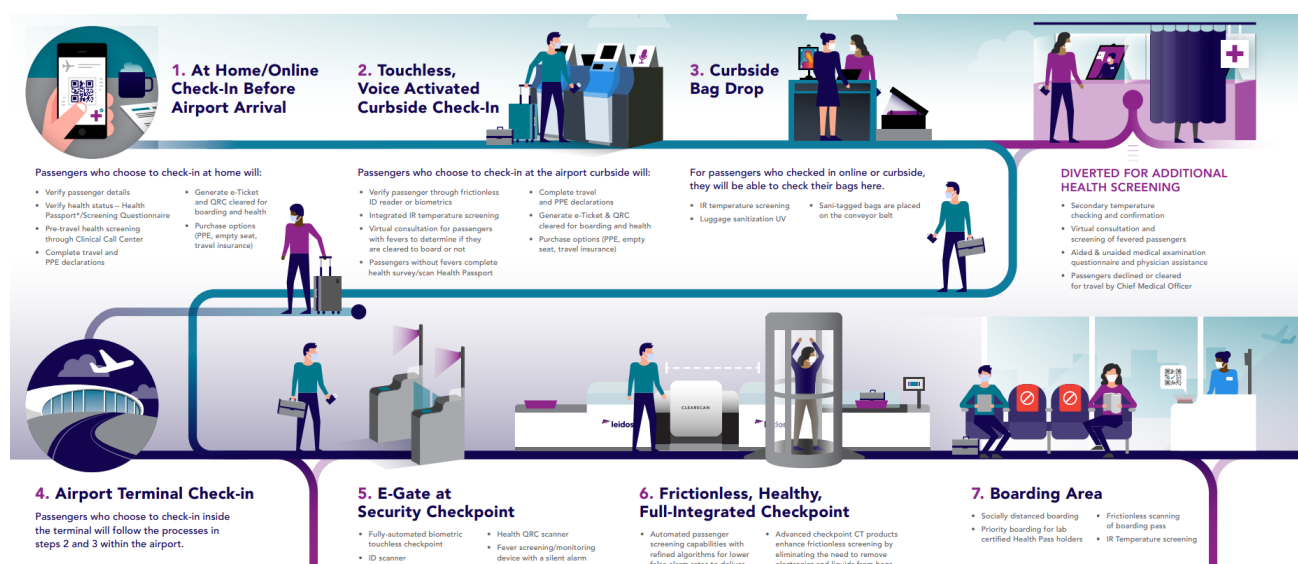 1. At Home/Online
Check-In Before
Airport Arrival
Passengers who choose to check-in at home will:
• Verify passenger details
• Verify health status – Health
Passport*/Screening Questionnaire
• Pre-travel health screening
through Clinical Call Center
• Complete travel and
PPE declarations
• Generate e-Ticket
and QRC cleared for
boarding and health
• Purchase options
(PPE, empty seat,
travel insurance)
2. Touchless,
Voice Activated
Curbside Check-In
Passengers who choose to check-in at the airport curbside will:
• Verify passenger through frictionless
ID reader or biometrics
• Integrated IR temperature screening
• Virtual consultation for passengers
with fevers to determine if they
are cleared to board or not
• Passengers without fevers complete
health survey/scan Health Passport
• Complete travel
and PPE declarations
• Generate e-Ticket & QRC
cleared for boarding and health
• Purchase options (PPE, empty
seat, travel insurance)
3. Curbside
Bag Drop
For passengers who checked in online or curbside,
they will be able to check their bags here.
• IR temperature screening
• Luggage sanitization UV
• Sani-tagged bags are placed
on the conveyor belt
DIVERTED FOR ADDITIONAL
HEALTH SCREENING
• Secondary temperature
checking and confirmation
• Virtual consultation and
screening of fevered passengers
• Aided & unaided medical examination
questionnaire and physician assistance
• Passengers declined or cleared
for travel by Chief Medical Officer
leidos
CLEARSCAN
4. Airport Terminal Check-in
Passengers who choose to check-in inside
the terminal will follow the processes in
steps 2 and 3 within the airport.
5. E-Gate at
Security Checkpoint
• Fully-automated biometric
touchless checkpoint
• ID scanner
• Health QRC scanner
• Fever screening/monitoring
device with a silent alarm
6. Frictionless, Healthy,
Full-Integrated Checkpoint
• Automated passenger
screening capabilities with
refined algorithms for lower
false alarm rates to deliver
• Advanced checkpoint CT products
enhance frictionless screening by
eliminating the need to remove
electronics and liquids from bags
7. Boarding Area
• Socially distanced boarding
• Priority boarding for lab
certified Health Pass holders
• Frictionless scanning
of boarding pass
• IR Temperature screening